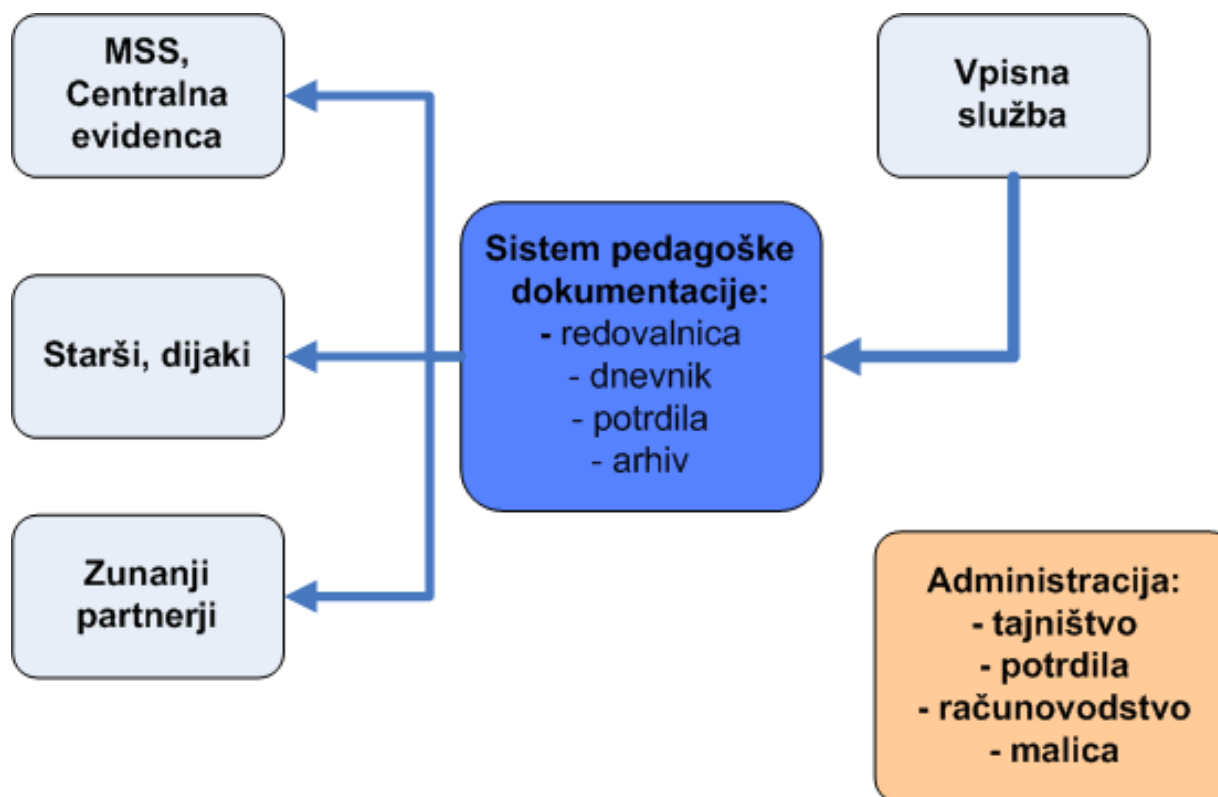 MSS,
Centralna
evidenca
Vpisna
služba
Sistem pedagoške
dokumentacije:
- redovalnica
- dnevnik
- potrdila
- arhiv
Starši, dijaki
Zunanji
partnerji
Administracija:
- tajništvo
- potrdila
- računovodstvo
- malica